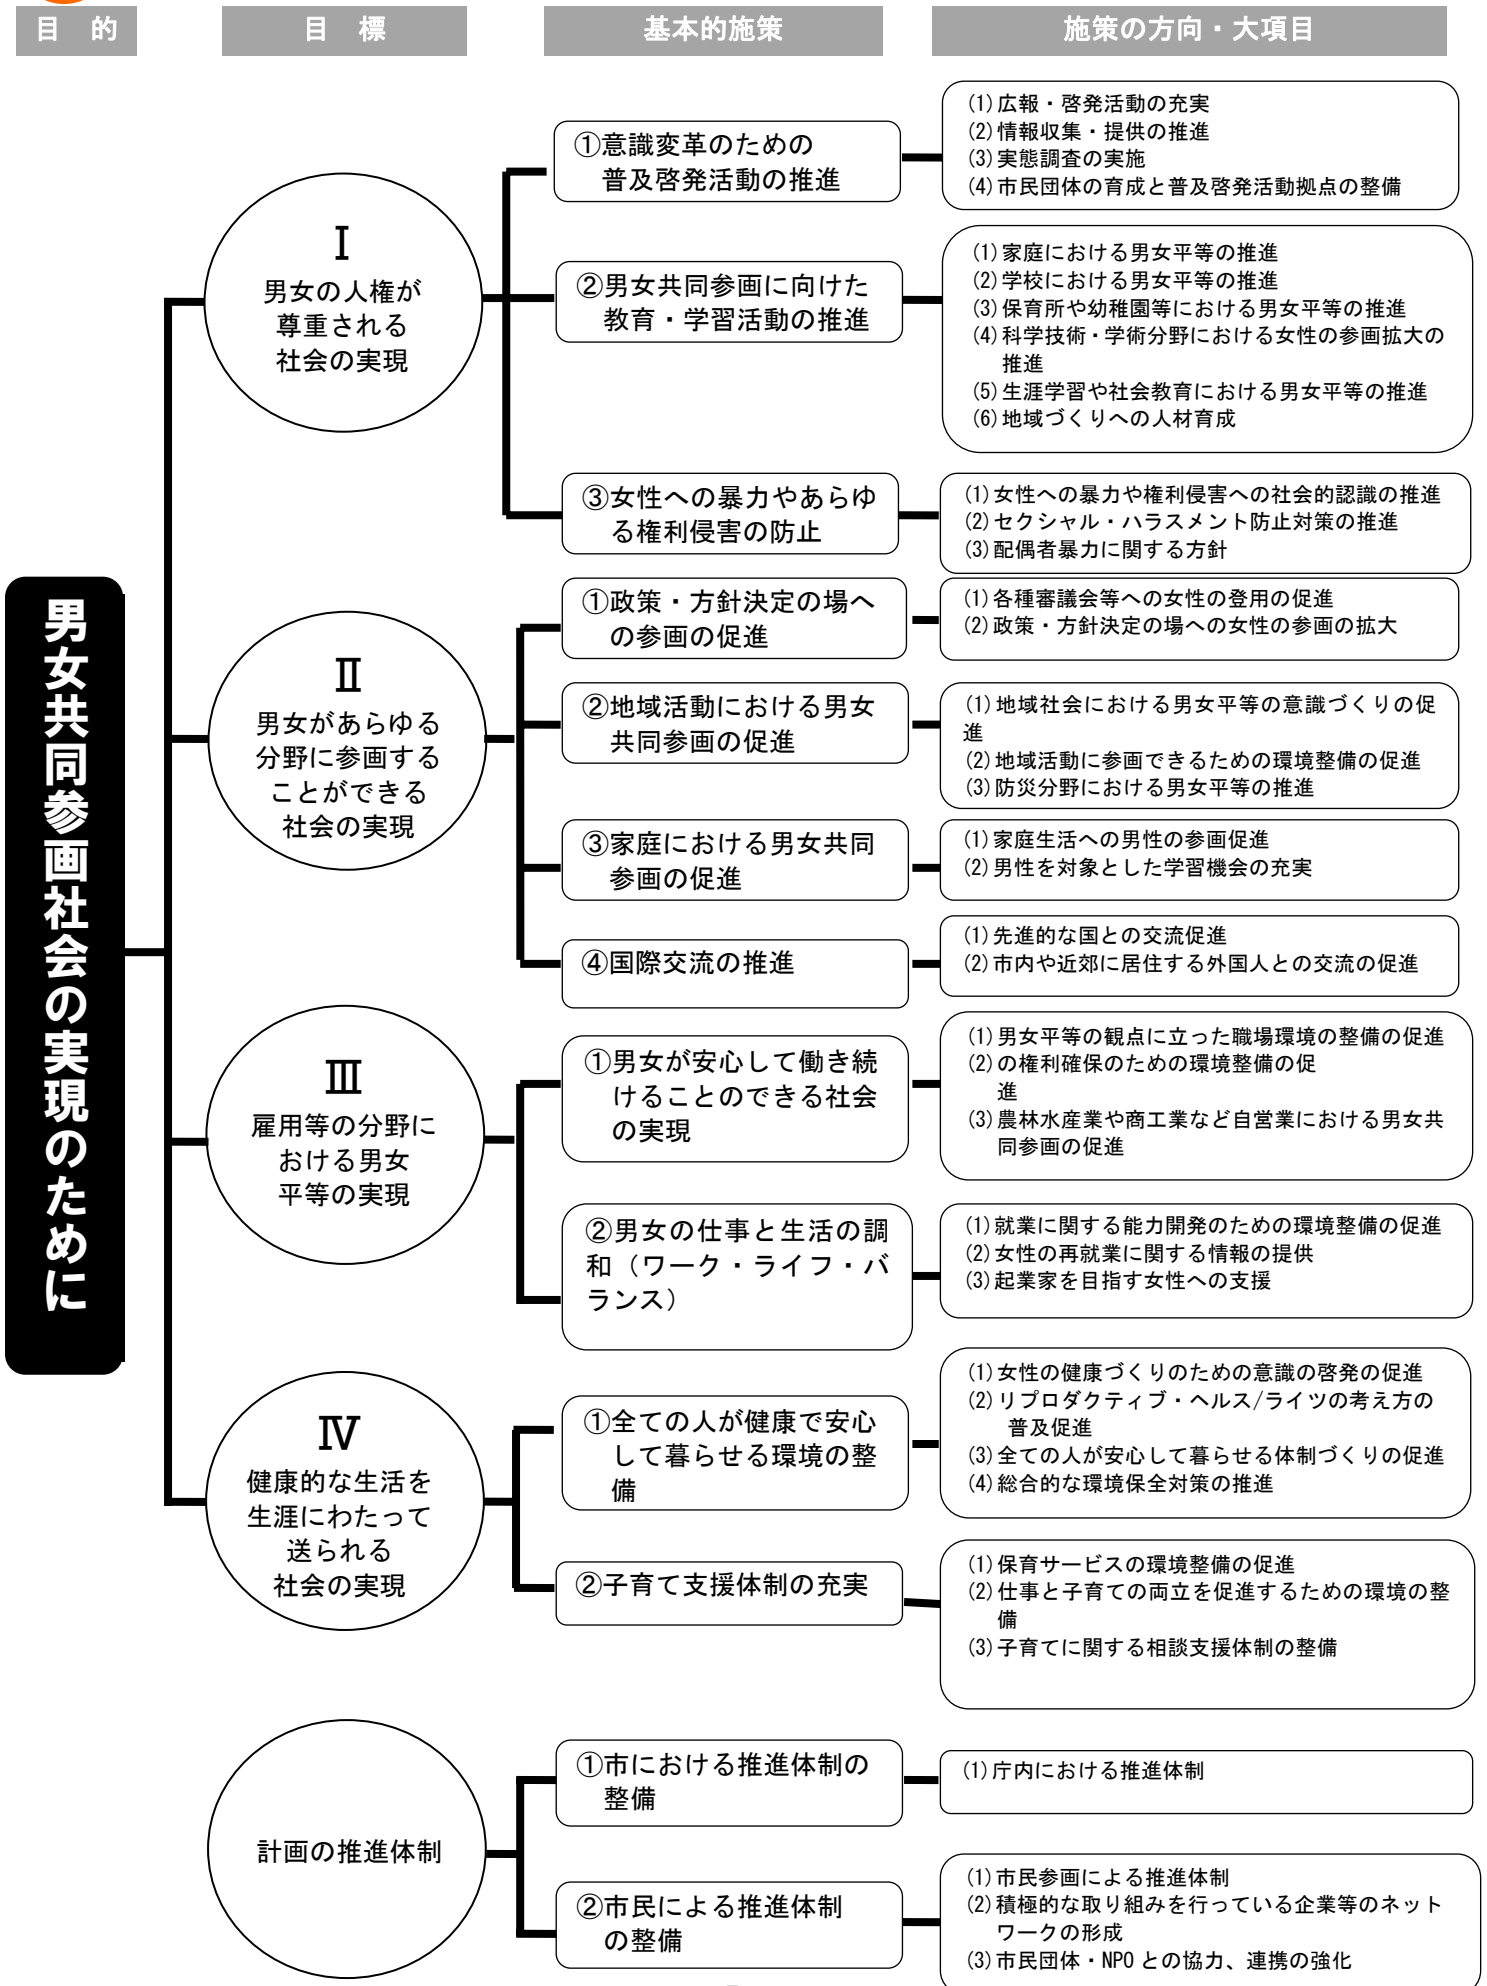 目　的
目　標
基本的施策
施策の方向・大項目
男女共同参画社会の実現のために
Ⅰ
男女の人権が
尊重される
社会の実現
①意識変革のための
普及啓発活動の推進
(1)広報・啓発活動の充実
(2)情報収集・提供の推進
(3)実態調査の実施
(4)市民団体の育成と普及啓発活動拠点の整備
②男女共同参画に向けた
教育・学習活動の推進
(1)家庭における男女平等の推進
(2)学校における男女平等の推進
(3)保育所や幼稚園等における男女平等の推進
(4)科学技術・学術分野における女性の参画拡大の
推進
(5)生涯学習や社会教育における男女平等の推進
(6)地域づくりへの人材育成
③女性への暴力やあらゆ
る権利侵害の防止
(1)女性への暴力や権利侵害への社会的認識の推進
(2)セクシャル・ハラスメント防止対策の推進
(3)配偶者暴力に関する方針
Ⅱ
男女があらゆる
分野に参画する
ことができる
社会の実現
①政策・方針決定の場へ
の参画の促進
(1)各種審議会等への女性の登用の促進
(2)政策・方針決定の場への女性の参画の拡大
②地域活動における男女
共同参画の促進
(1)地域社会における男女平等の意識づくりの促
進
(2)地域活動に参画できるための環境整備の促進
(3)防災分野における男女平等の推進
③家庭における男女共同
参画の促進
(1)家庭生活への男性の参画促進
(2)男性を対象とした学習機会の充実
④国際交流の推進
(1)先進的な国との交流促進
(2)市内や近郊に居住する外国人との交流の促進
Ⅲ
雇用等の分野に
おける男女
平等の実現
①男女が安心して働き続
けることのできる社会
の実現
(1)男女平等の観点に立った職場環境の整備の促進
(2)の権利確保のための環境整備の促
進
(3)農林水産業や商工業など自営業における男女共
同参画の促進
②男女の仕事と生活の調
和（ワーク・ライフ・バ
ランス）
(1)就業に関する能力開発のための環境整備の促進
(2)女性の再就業に関する情報の提供
(3)起業家を目指す女性への支援
Ⅳ
健康的な生活を
生涯にわたって
送られる
社会の実現
①全ての人が健康で安心
して暮らせる環境の整
備
(1)女性の健康づくりのための意識の啓発の促進
(2)リプロダクティブ・ヘルス/ライツの考え方の
普及促進
(3)全ての人が安心して暮らせる体制づくりの促進
(4)総合的な環境保全対策の推進
②子育て支援体制の充実
(1)保育サービスの環境整備の促進
(2)仕事と子育ての両立を促進するための環境の整
備
(3)子育てに関する相談支援体制の整備
計画の推進体制
①市における推進体制の
整備
(1)庁内における推進体制
②市民による推進体制
の整備
(1)市民参画による推進体制
(2)積極的な取り組みを行っている企業等のネット
ワークの形成
(3)市民団体・NPOとの協力、連携の強化